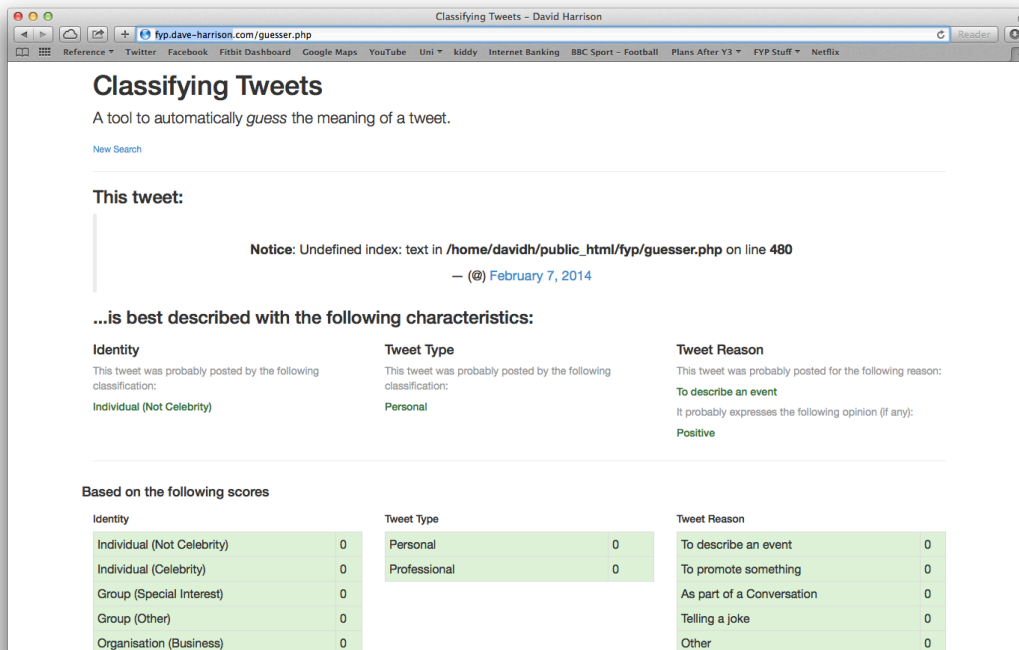 Classifying Tweets – David Harrison
fyp.dave-harrison.com/guesser.php
Reader
Reference Twitter Facebook Fitbit Dashboard Google Maps YouTube Uni kiddy Internet Banking BBC Sport – Football Plans After Y3 FYP Stuff Netflix
Classifying Tweets
A tool to automatically guess the meaning of a tweet.
New Search
This tweet:
Notice: Undefined index: text in /home/davidh/public_html/fyp/guesser.php on line 480
— (@) February 7, 2014
...is best described with the following characteristics:
Identity
This tweet was probably posted by the following
classification:
Individual (Not Celebrity)
Tweet Type
This tweet was probably posted by the following
classification:
Personal
Tweet Reason
This tweet was probably posted for the following reason:
To describe an event
It probably expresses the following opinion (if any):
Positive
Based on the following scores
Identity
Individual (Not Celebrity) 0
Individual (Celebrity) 0
Group (Special Interest) 0
Group (Other) 0
Organisation (Business) 0
Tweet Type
Personal 0
Professional 0
Tweet Reason
To describe an event 0
To promote something 0
As part of a Conversation 0
Telling a joke 0
Other 0